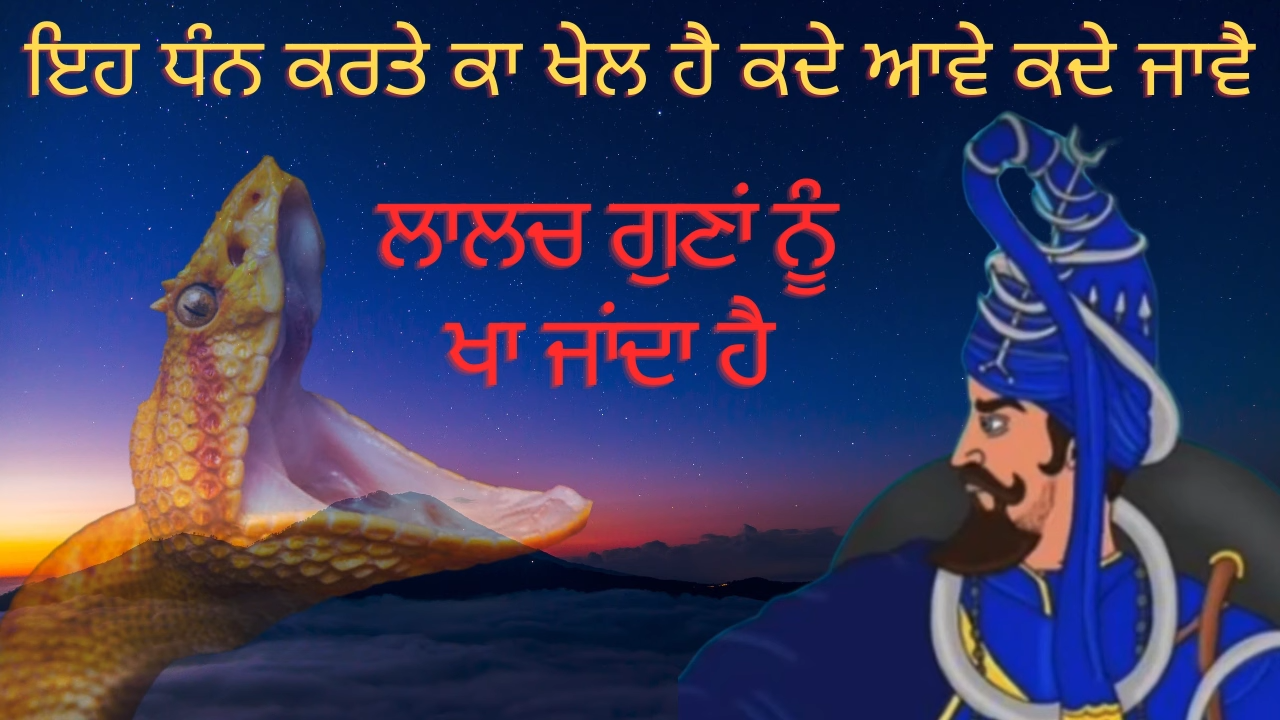 ਇਹ ਧੰਨ ਕਰਤੇ ਕਾ ਖੇਲ ਹੈ ਕਦੇ ਆਵੇ ਕਦੇ ਜਾਵੈ
ਲਾਲਚ ਗੁਣਾਂ ਨੂੰ
ਖਾ ਜਾਂਦਾ ਹੈ